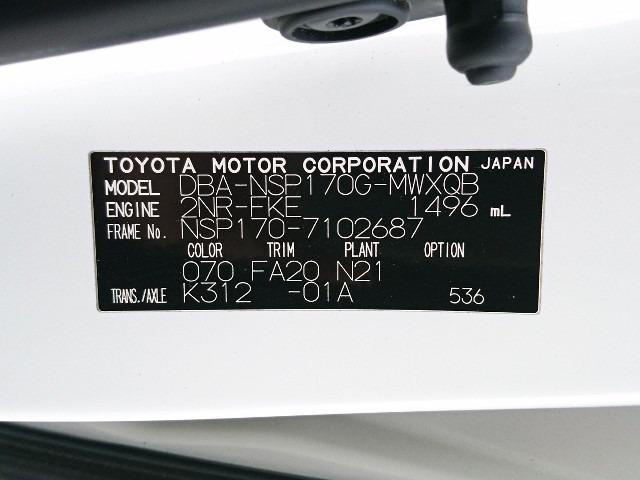 TOYOTA MOTOR CORPORATION JAPAN
MODEL DBA-NSP170G-MWXQB
ENGINE 2NR-FKE 1496 mL
FRAME No. NSP170-7102687
COLOR TRIM PLANT OPTION
070 FA20 N21
TRANS./AXLE K312 -01A 536